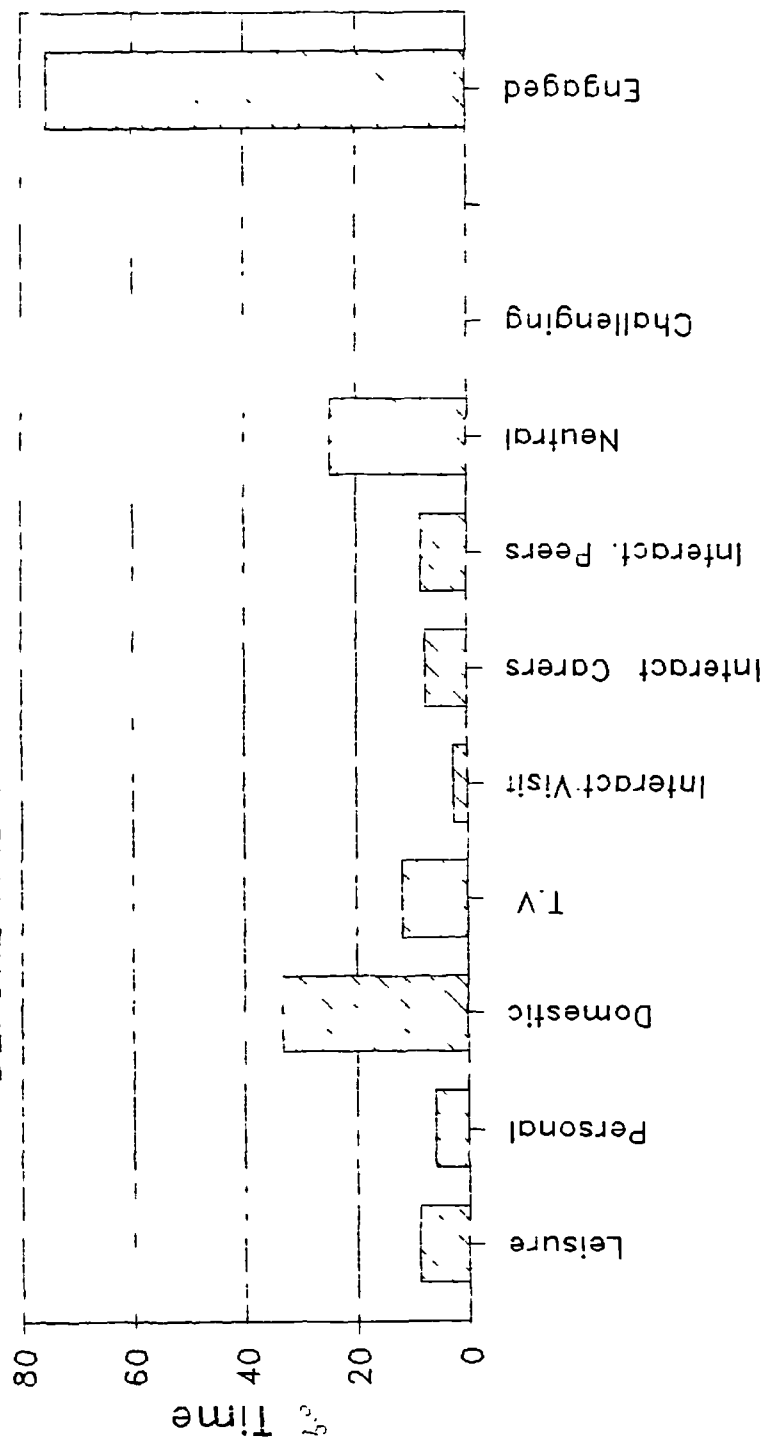 80
60
40
20
0
% Time
Leisure
Personal
Domestic
T.V
Interact Visit
Interact Carers
Interact. Peers
Neutral
Challenging
Engaged